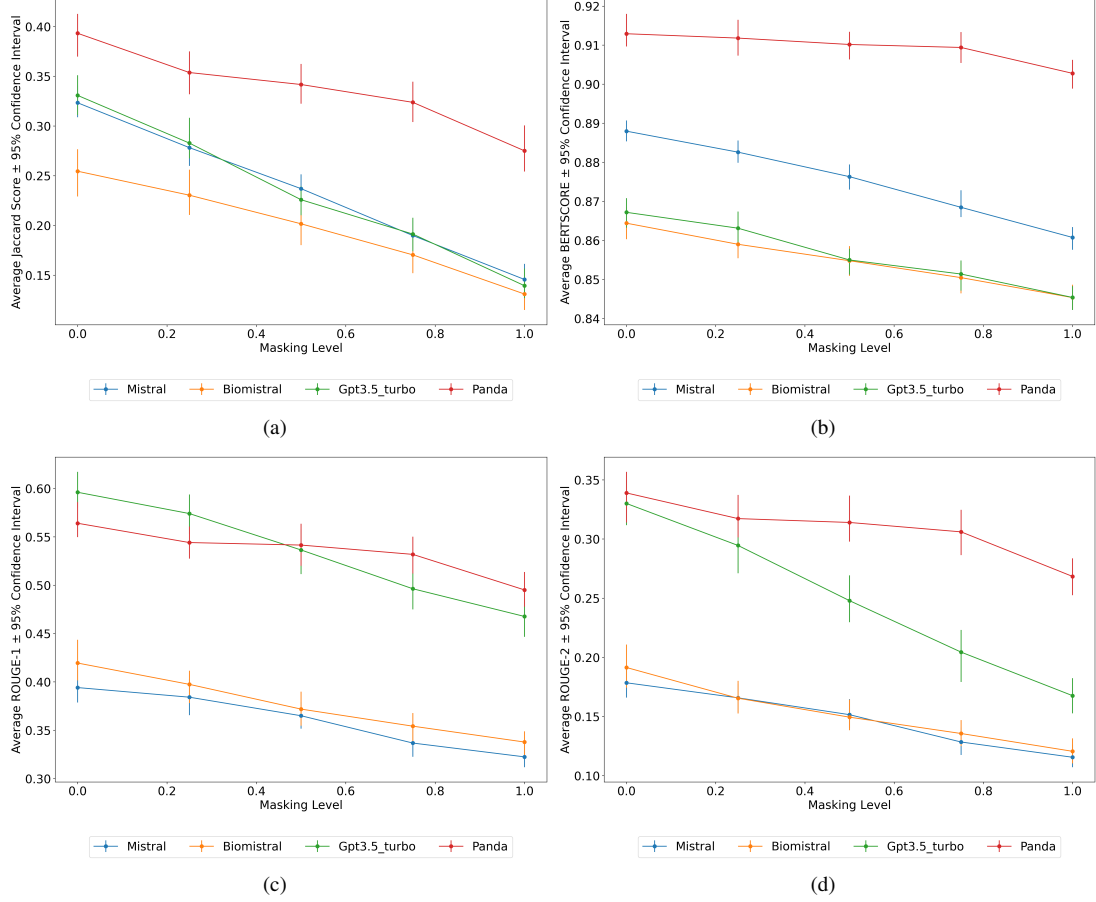 Average Jaccard Score ± 95% Confidence Interval
0.40
0.35
0.30
0.25
0.20
0.15
0.0 0.2 0.4 0.6 0.8 1.0
Masking Level
Mistral Biomistral Gpt3.5_turbo Panda
(a)
Average BERTSCORE ± 95% Confidence Interval
0.92
0.91
0.90
0.89
0.88
0.87
0.86
0.85
0.84
0.0 0.2 0.4 0.6 0.8 1.0
Masking Level
Mistral Biomistral Gpt3.5_turbo Panda
(b)
Average ROUGE-1 ± 95% Confidence Interval
0.60
0.55
0.50
0.45
0.40
0.35
0.30
0.0 0.2 0.4 0.6 0.8 1.0
Masking Level
Mistral Biomistral Gpt3.5_turbo Panda
(c)
Average ROUGE-2 ± 95% Confidence Interval
0.35
0.30
0.25
0.20
0.15
0.10
0.0 0.2 0.4 0.6 0.8 1.0
Masking Level
Mistral Biomistral Gpt3.5_turbo Panda
(d)